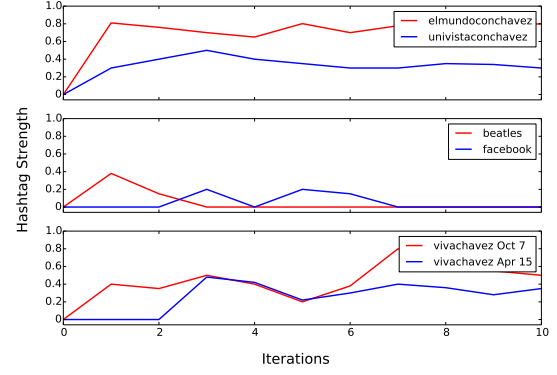 1.0
0.8
0.6
0.4
0.2
0
elmundoconchavez
univistaconchavez
1.0
0.8
0.6
0.4
0.2
0
beatles
facebook
1.0
0.8
0.6
0.4
0.2
0
vivachavez Oct 7
vivachavez Apr 15
0 2 4 6 8 10
Hashtag Strength
Iterations